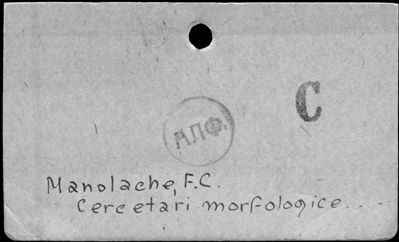 C
АЛФ.
Manolache, F.C.
Cercetari morfologice....